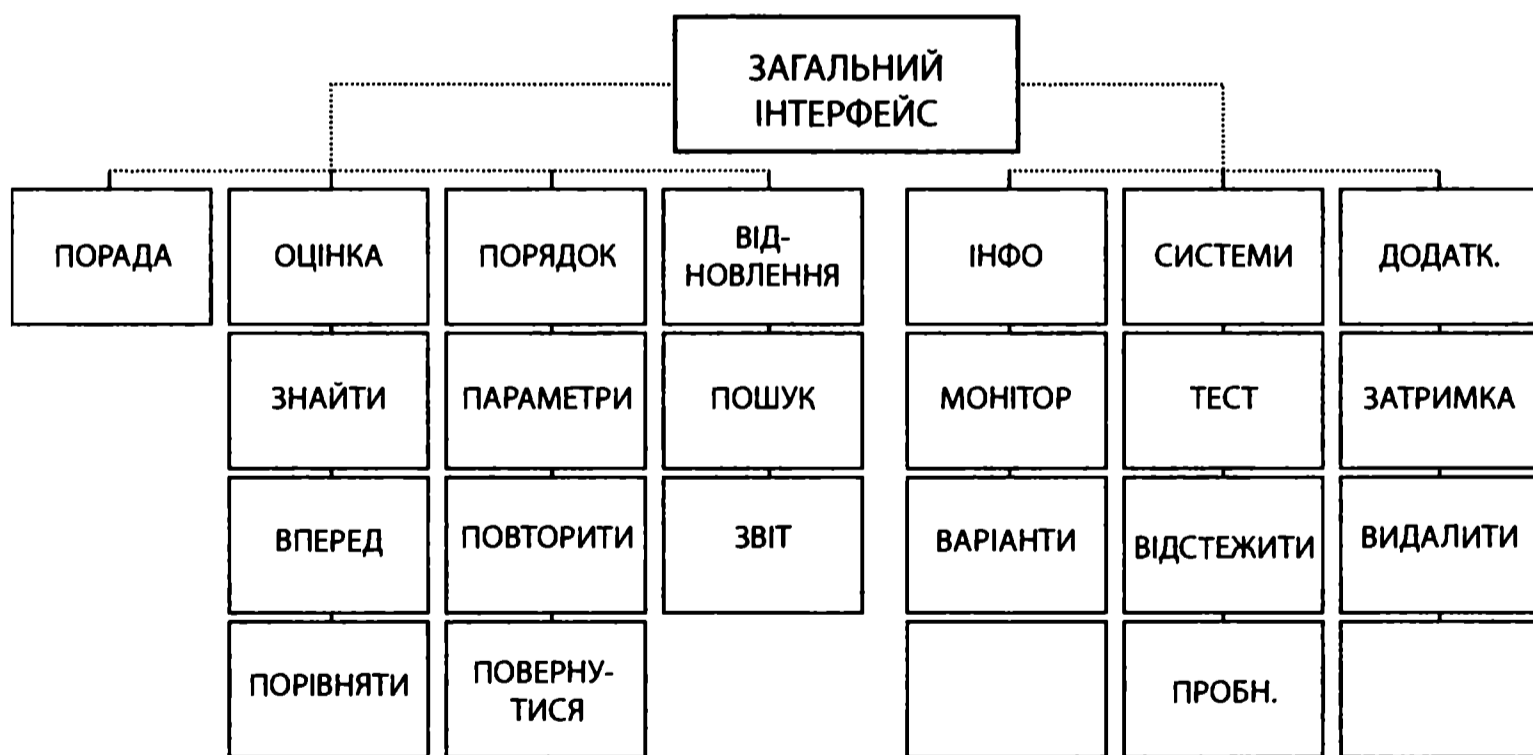 ЗАГАЛЬНИЙ
ІНТЕРФЕЙС
ПОРАДА
ОЦІНКА
ПОРЯДОК
ВІД-
НОВЛЕННЯ
ІНФО
СИСТЕМИ
ДОДАТК.
ЗНАЙТИ
ПАРАМЕТРИ
ПОШУК
МОНІТОР
ТЕСТ
ЗАТРИМКА
ВПЕРЕД
ПОВТОРИТИ
ЗВІТ
ВАРІАНТИ
ВІДСТЕЖИТИ
ВИДАЛИТИ
ПОРІВНЯТИ
ПОВЕРНУ-
ТИСЯ
ПРОБН.